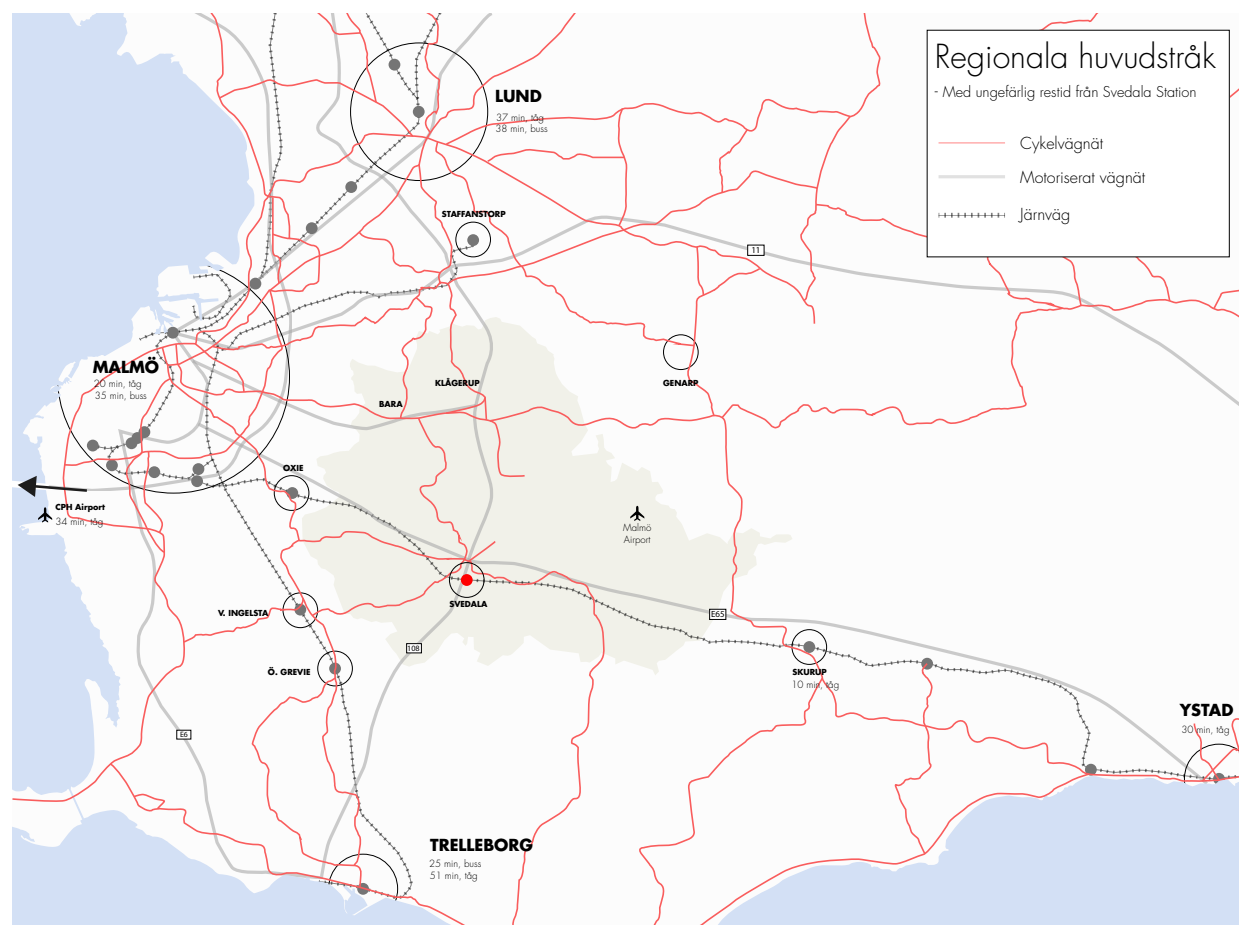 Regionala huvudstråk
- Med ungefärlig restid från Svedala Station
Cykelvägnät
Motoriserat vägnät
Järnväg
LUND
37 min, tåg
38 min, buss
STAFFANSTORP
11
MALMÖ
20 min, tåg
35 min, buss
KLÅGERUP
BARA
GENARP
OXIE
CPH Airport
34 min, tåg
Malmö
Airport
SVEDALA
V. INGELSTA
E65
108
Ö. GREVIE
SKURUP
10 min, tåg
E6
YSTAD
30 min, tåg
TRELLEBORG
25 min, buss
51 min, tåg